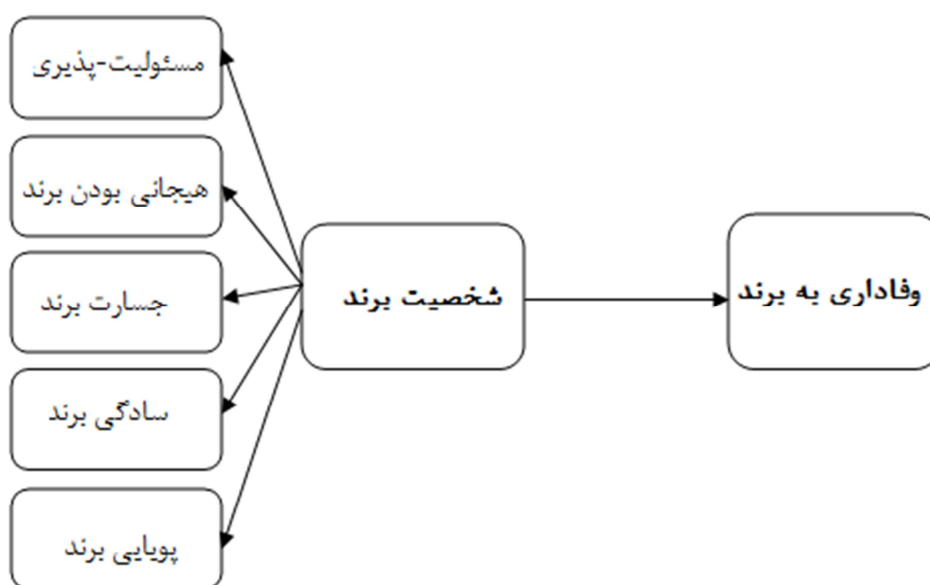 مسئولیت-پذیری
هیجانی بودن برند
جسارت برند
سادگی برند
پویایی برند
شخصیت برند
وفاداری به برند